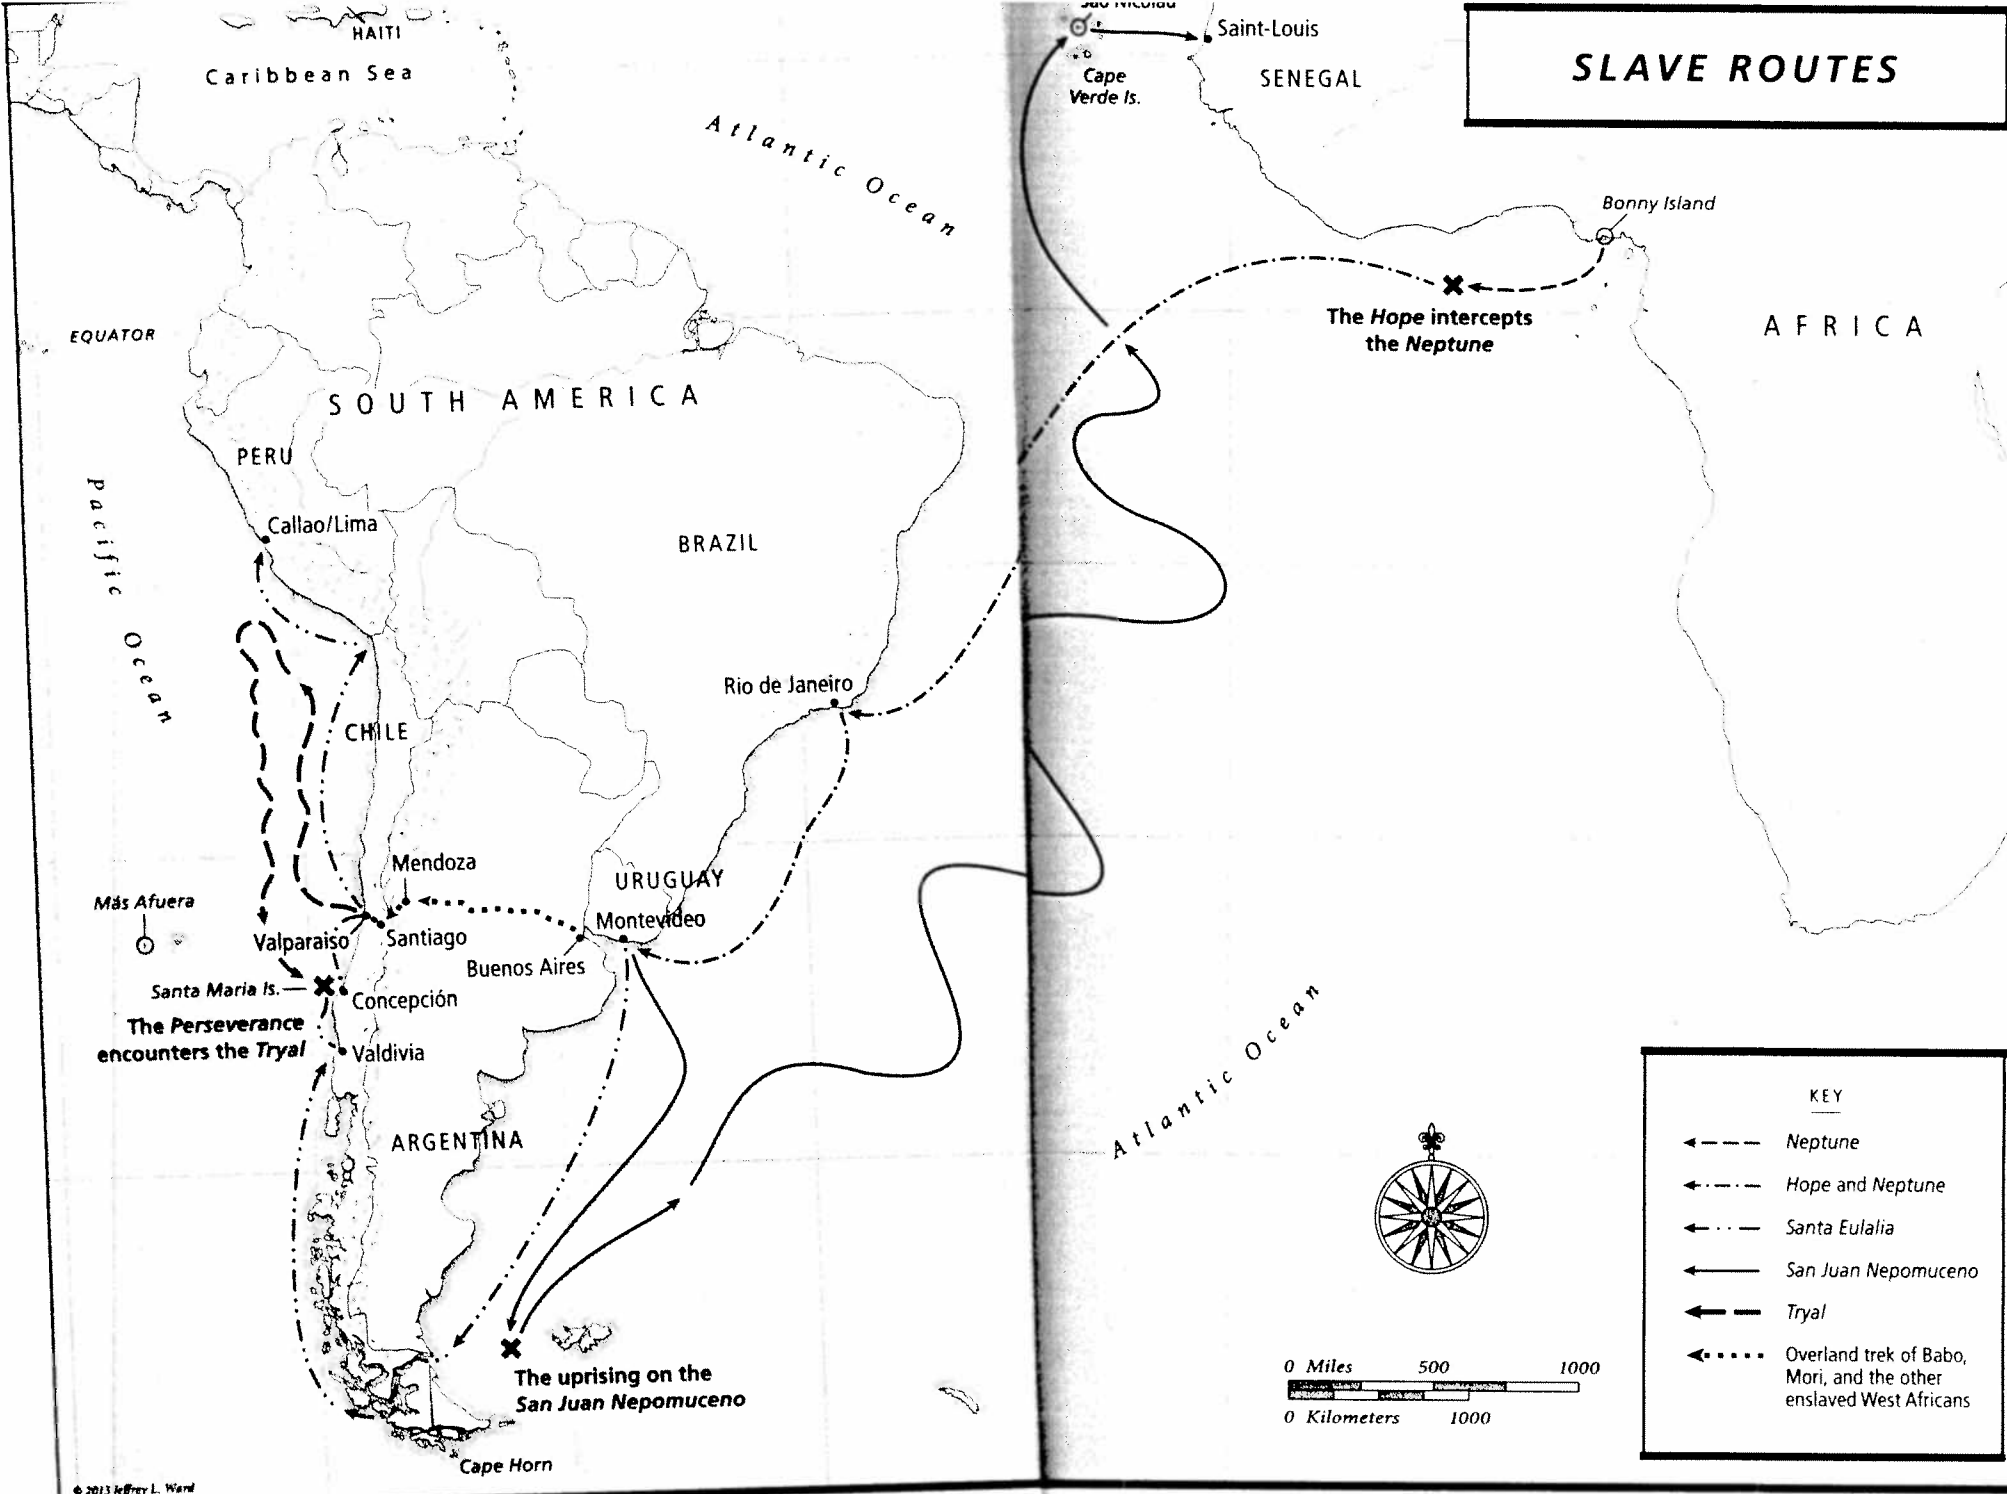 SLAVE ROUTES
HAITI
Caribbean Sea
Atlantic Ocean
São Nicolau
Saint-Louis
Cape
Verde Is.
SENEGAL
Bonny Island
The Hope intercepts
the Neptune
AFRICA
EQUATOR
SOUTH AMERICA
PERU
Callao/Lima
BRAZIL
Pacific Ocean
Rio de Janeiro
CHILE
Mendoza
URUGUAY
Más Afuera
Montevideo
Valparaiso
Santiago
Buenos Aires
Santa Maria Is.
Concepción
The Perseverance
encounters the Tryal
Valdivia
ARGENTINA
Atlantic Ocean
The uprising on the
San Juan Nepomuceno
Cape Horn
KEY
Neptune
Hope and Neptune
Santa Eulalia
San Juan Nepomuceno
Tryal
Overland trek of Babo,
Mori, and the other
enslaved West Africans
0 Miles 500 1000
0 Kilometers 1000
© 2013 Jeffrey L. Ward